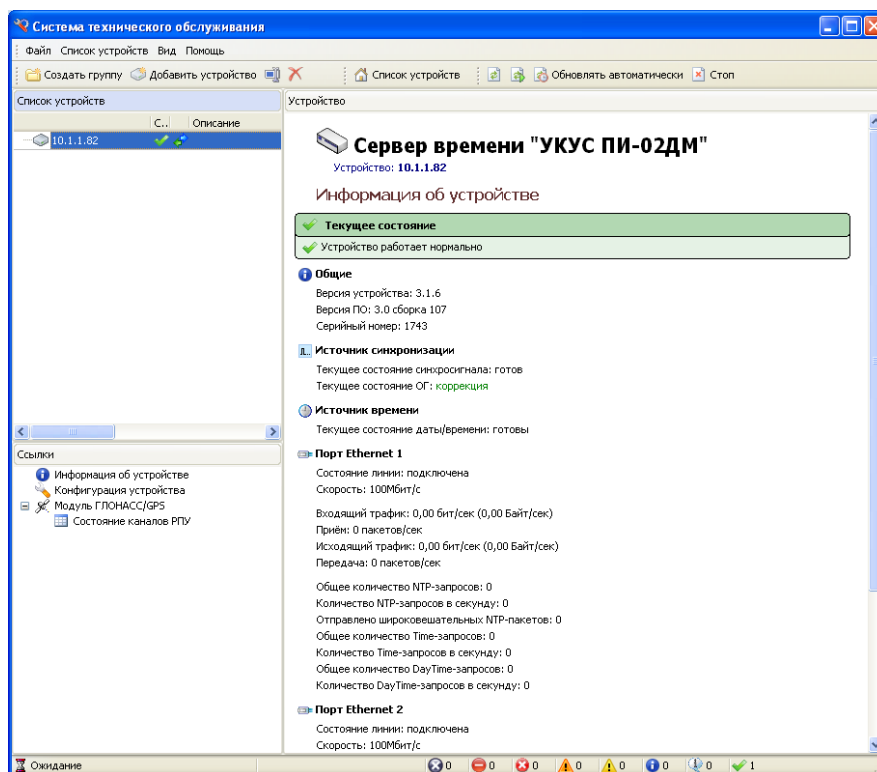 Система технического обслуживания
Файл Список устройств Вид Помощь
Создать группу Добавить устройство Список устройств Обновлять автоматически Стоп
Список устройств
С.. Описание
10.1.1.82
Ссылки
Информация об устройстве
Конфигурация устройства
Модуль ГЛОНАСС/GPS
Состояние каналов РПУ
Устройство
Сервер времени "УКУС ПИ-02ДМ"
Устройство: 10.1.1.82
Информация об устройстве
Текущее состояние
Устройство работает нормально
Общие
Версия устройства: 3.1.6
Версия ПО: 3.0 сборка 107
Серийный номер: 1743
Л.. Источник синхронизации
Текущее состояние синхросигнала: готов
Текущее состояние ОГ: коррекция
Источник времени
Текущее состояние даты/времени: готовы
Порт Ethernet 1
Состояние линии: подключена
Скорость: 100Мбит/с
Входящий трафик: 0,00 бит/сек (0,00 Байт/сек)
Приём: 0 пакетов/сек
Исходящий трафик: 0,00 бит/сек (0,00 Байт/сек)
Передача: 0 пакетов/сек
Общее количество NTP-запросов: 0
Количество NTP-запросов в секунду: 0
Отправлено широковещательных NTP-пакетов: 0
Общее количество Time-запросов: 0
Количество Time-запросов в секунду: 0
Общее количество DayTime-запросов: 0
Количество DayTime-запросов в секунду: 0
Порт Ethernet 2
Состояние линии: подключена
Скорость: 100Мбит/с
Ожидание 0 0 0 0 0 0 0 1